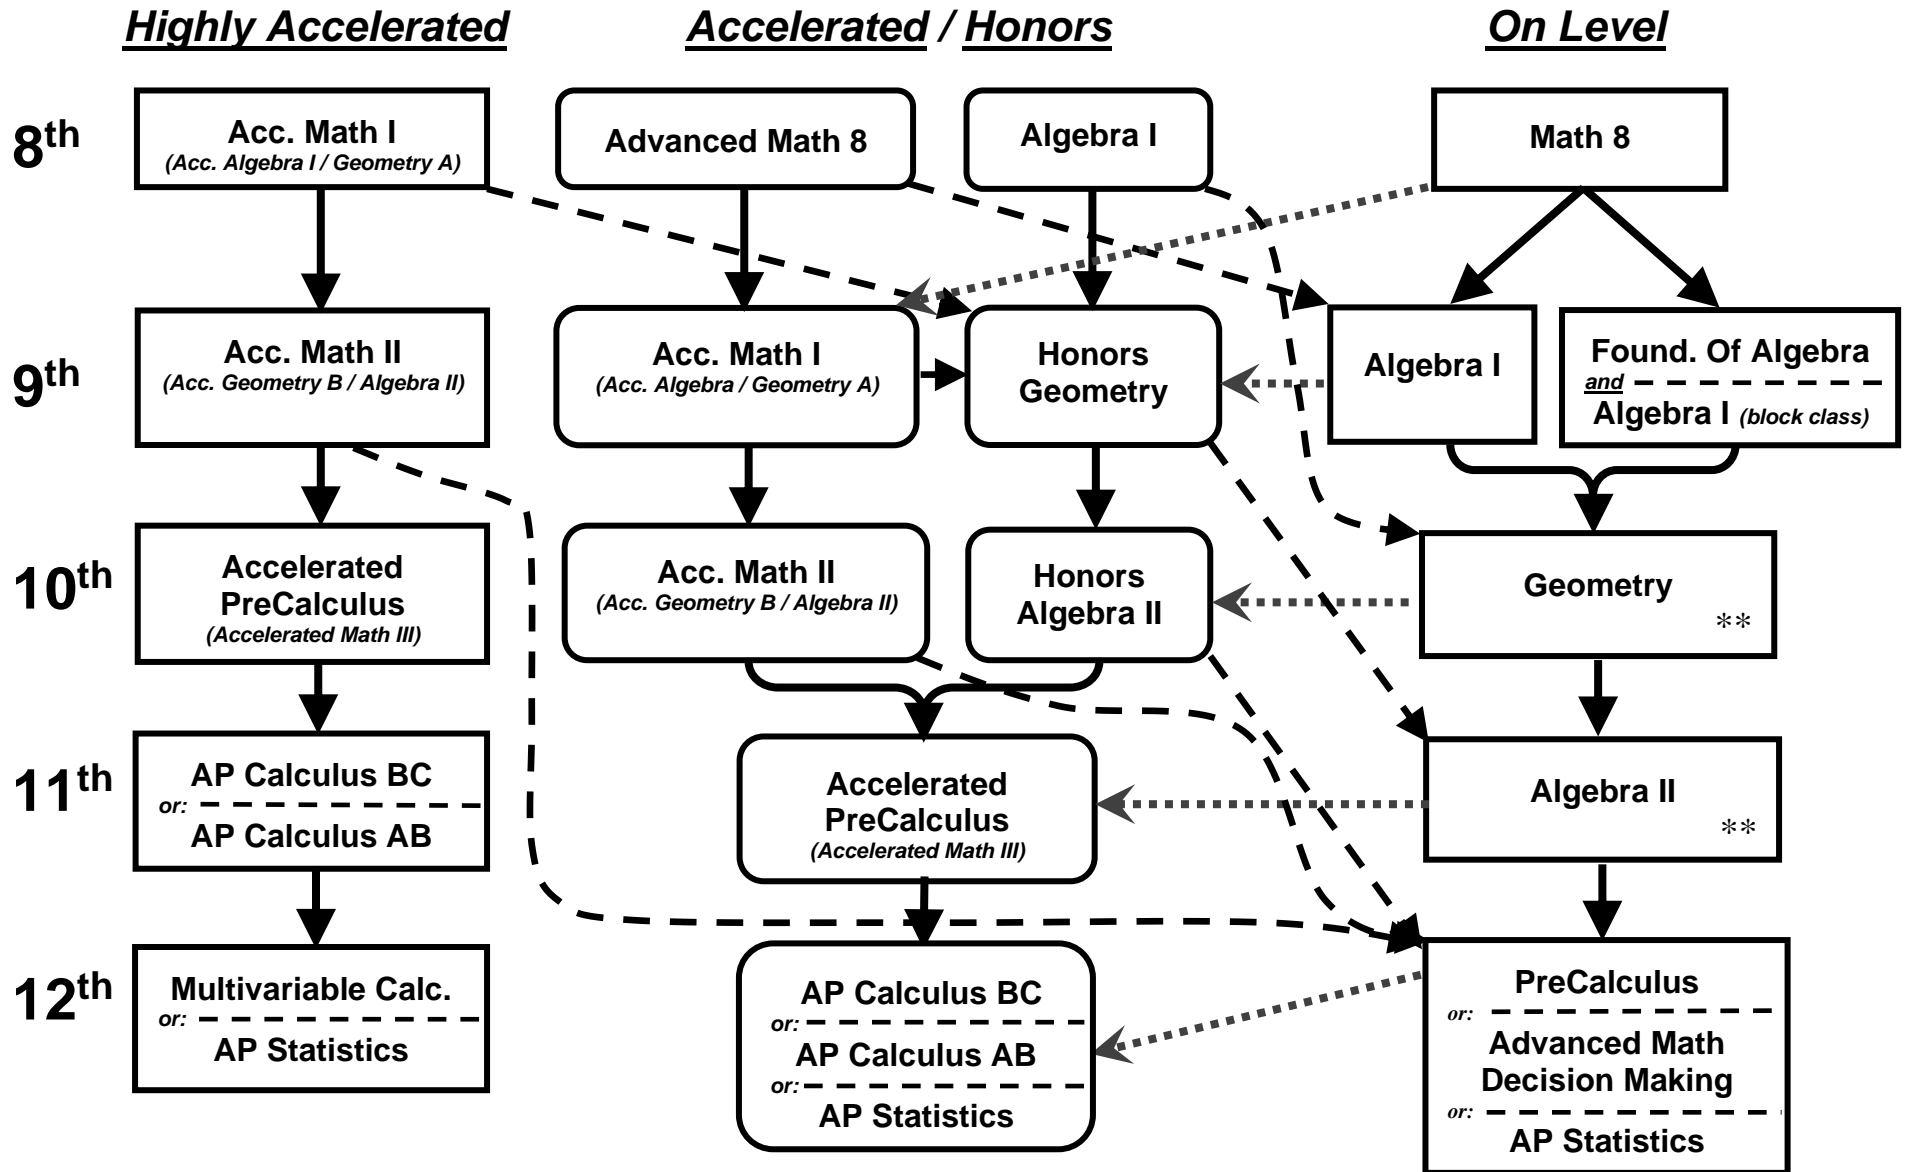 Highly Accelerated
Accelerated / Honors
On Level
8th
Acc. Math I
(Acc. Algebra I / Geometry A)
Advanced Math 8
Algebra I
Math 8
9th
Acc. Math II
(Acc. Geometry B / Algebra II)
Acc. Math I
(Acc. Algebra / Geometry A)
Honors
Geometry
Algebra I
Found. Of Algebra
and
Algebra I (block class)
10th
Accelerated
PreCalculus
(Accelerated Math III)
Acc. Math II
(Acc. Geometry B / Algebra II)
Honors
Algebra II
Geometry
**
11th
AP Calculus BC
or:
AP Calculus AB
Accelerated
PreCalculus
(Accelerated Math III)
Algebra II
**
12th
Multivariable Calc.
or:
AP Statistics
AP Calculus BC
or:
AP Calculus AB
or:
AP Statistics
PreCalculus
or:
Advanced Math
Decision Making
or:
AP Statistics